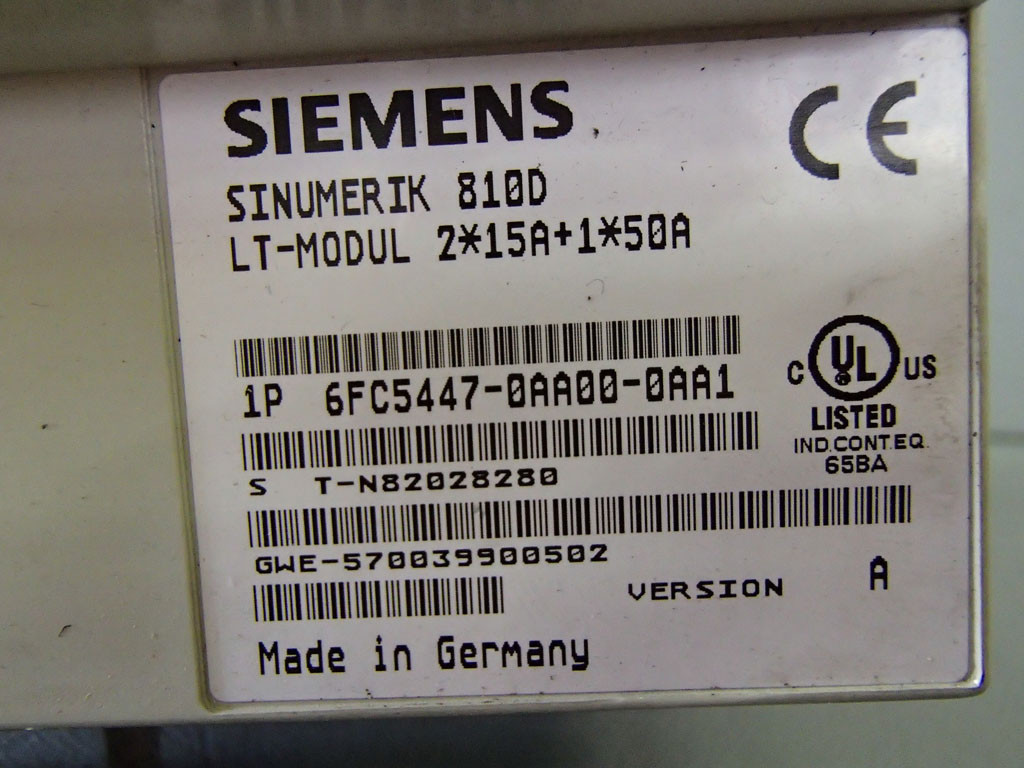 SIEMENS
CE
SINUMERIK 810D
LT-MODUL 2*15A+1*50A
1P 6FC5447-0AA00-0AA1
C UL US
LISTED
IND.CONT.EQ.
65BA
S T-N82028280
GWE-570039900502
VERSION A
Made in Germany